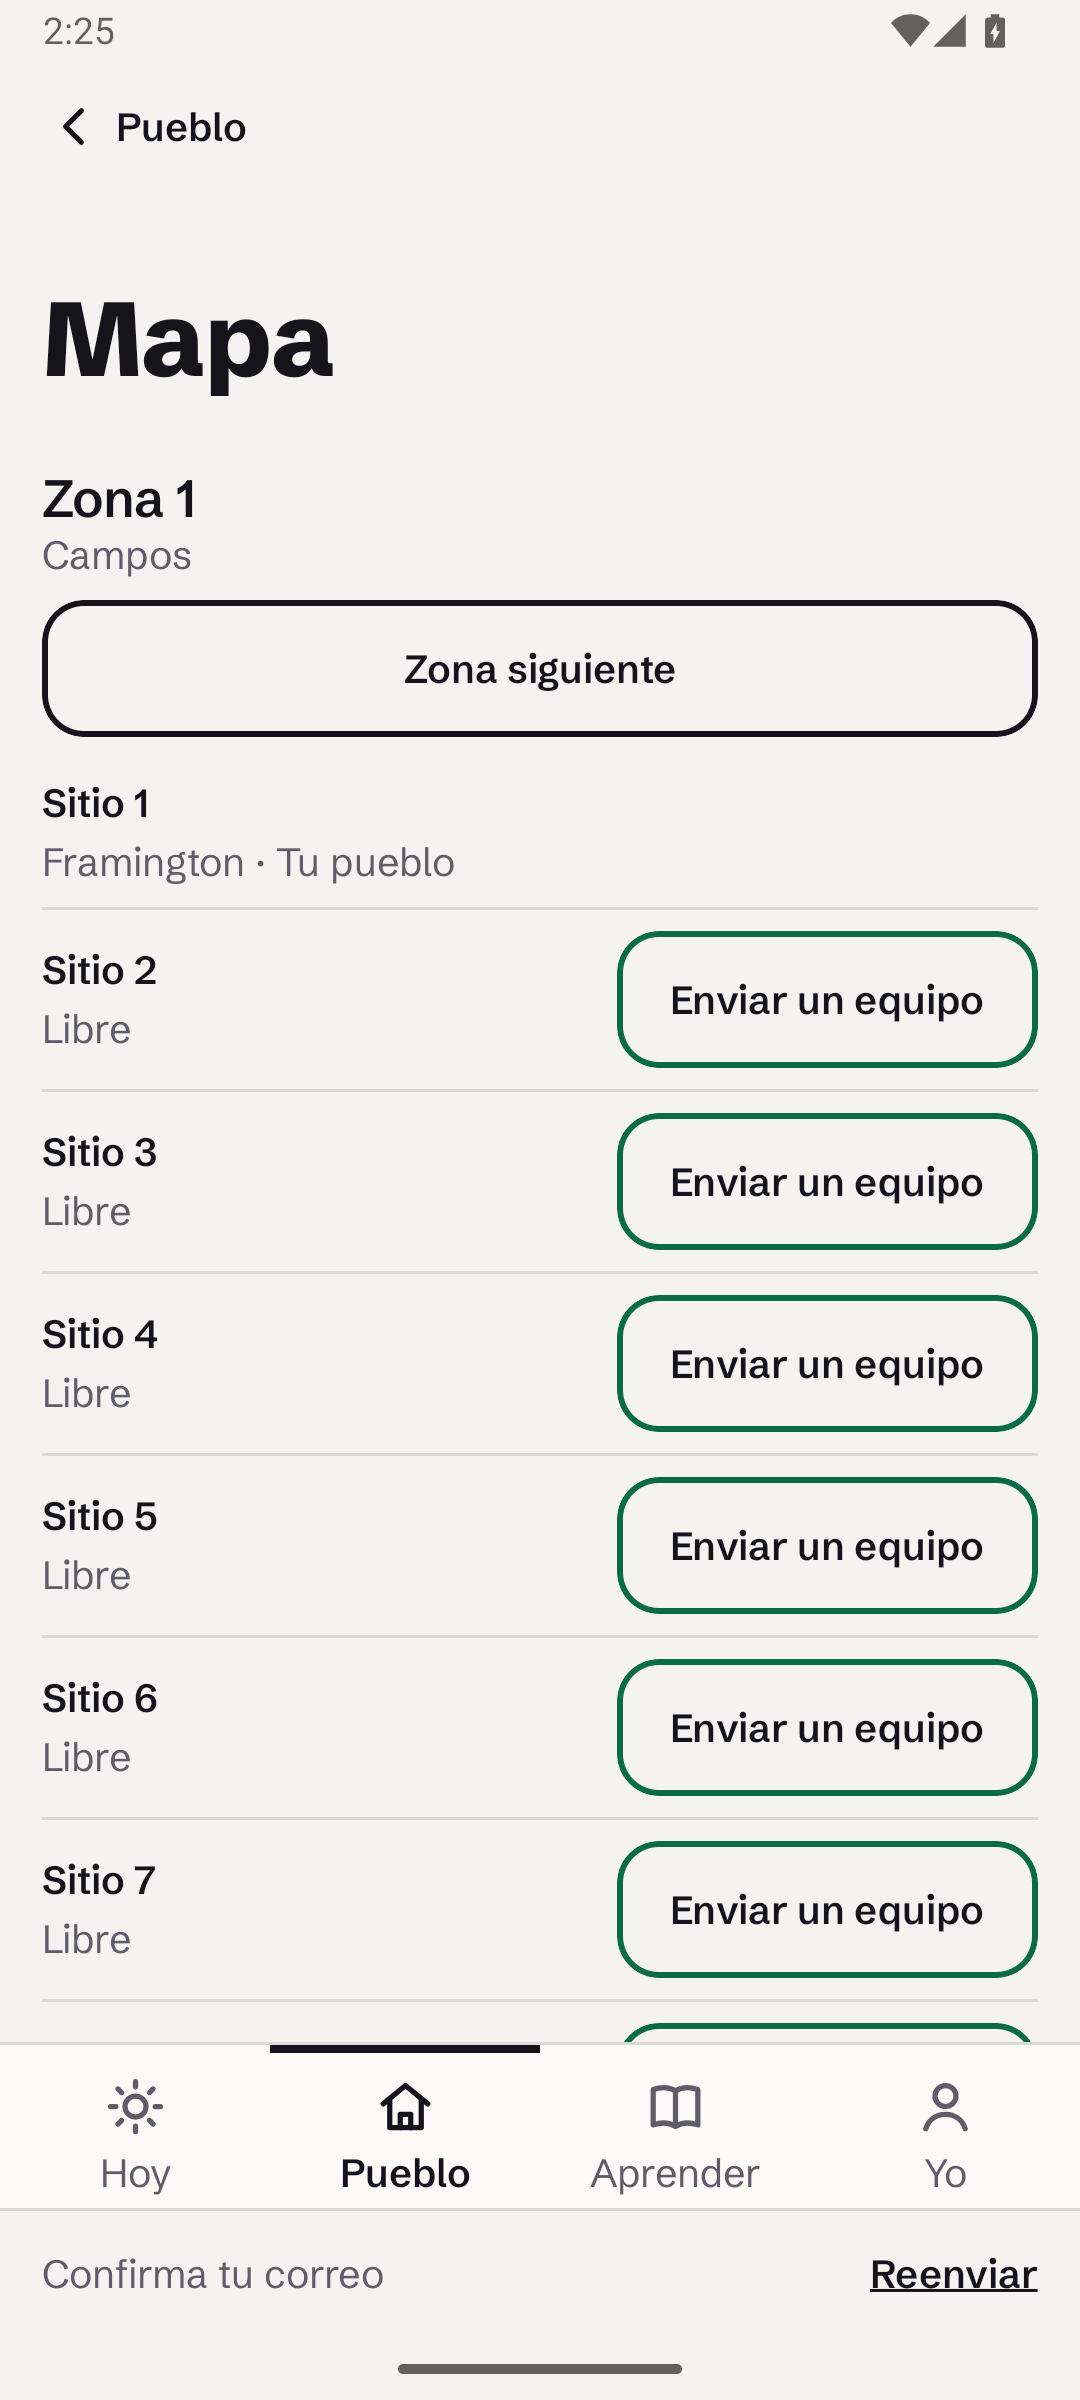 2:25
Pueblo
Mapa
Zona 1
Campos
Zona siguiente
Sitio 1
Framington · Tu pueblo
Sitio 2
Libre
Enviar un equipo
Sitio 3
Libre
Enviar un equipo
Sitio 4
Libre
Enviar un equipo
Sitio 5
Libre
Enviar un equipo
Sitio 6
Libre
Enviar un equipo
Sitio 7
Libre
Enviar un equipo
Hoy
Pueblo
Aprender
Yo
Confirma tu correo
Reenviar